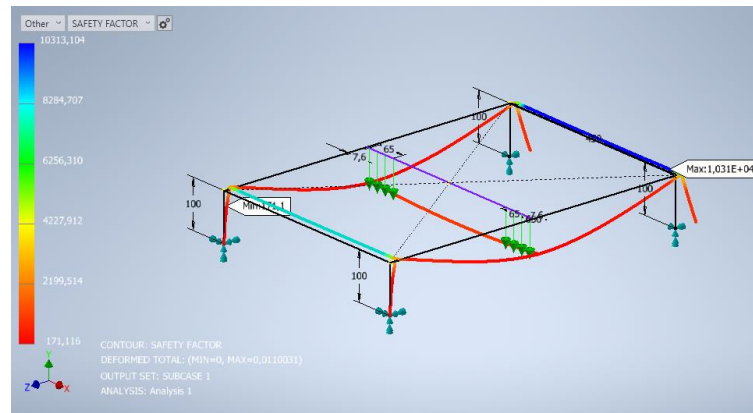 Other SAFETY FACTOR
10313,104
8284,707
6256,310
4227,912
2199,514
171,116
6
100
7,6
65
Max:1,031E+04
100
100
Min:171,1
65
7,6
100
CONTOUR: SAFETY FACTOR
DEFORMED TOTAL: (MIN=0, MAX=0,0110031)
OUTPUT SET: SUBCASE 1
ANALYSIS: Analysis 1
Y
Z
X